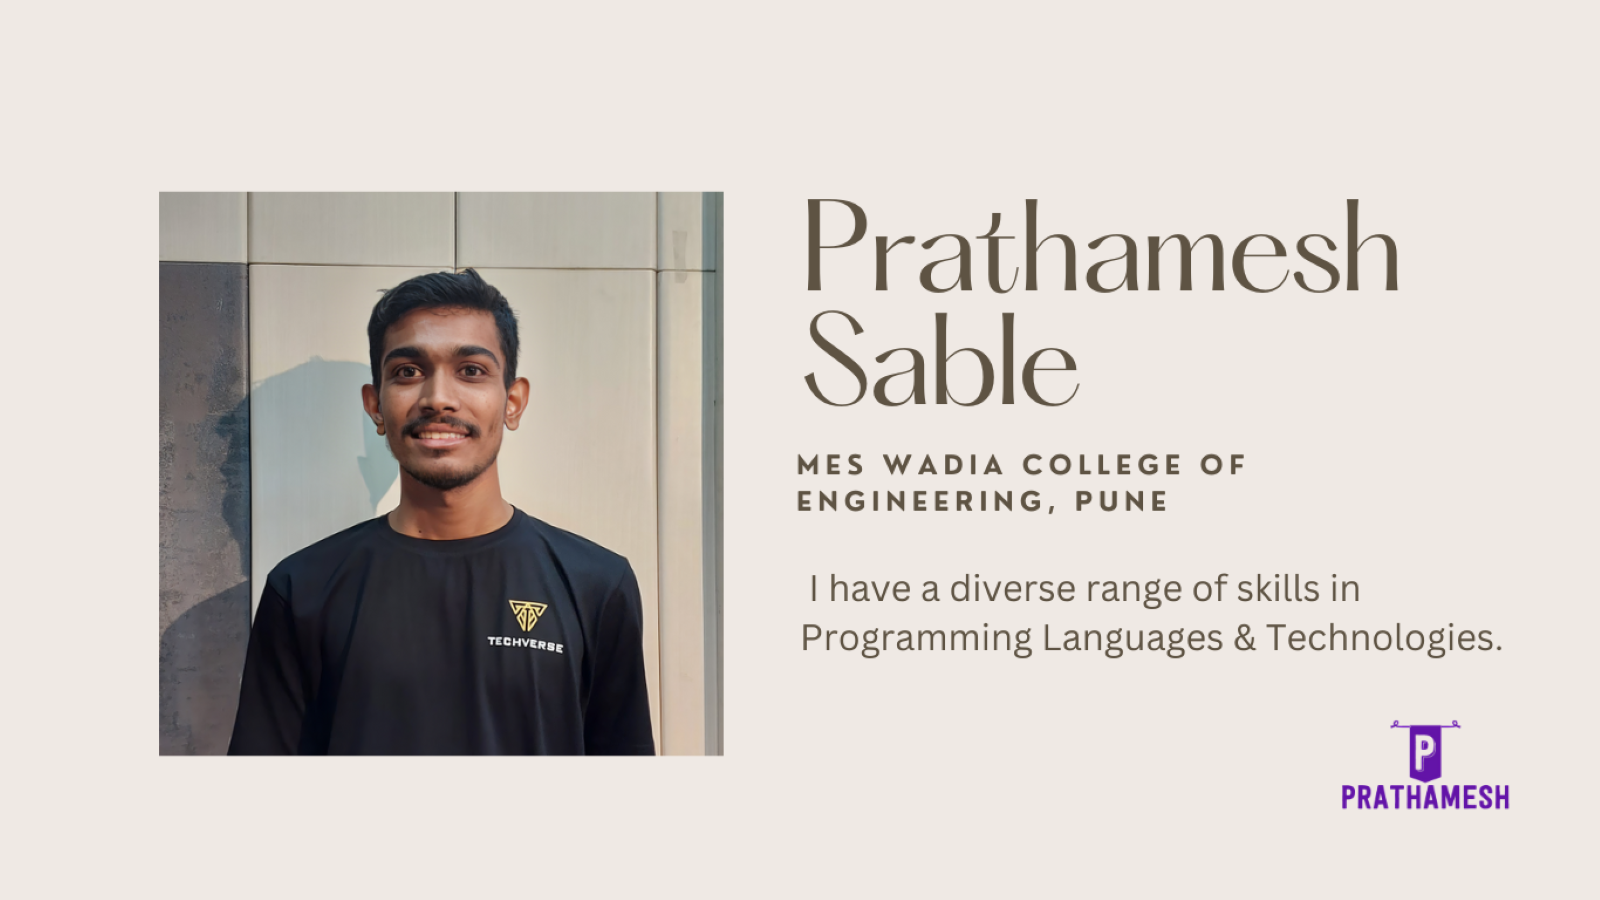 Prathamesh
Sable
MES WADIA COLLEGE OF
ENGINEERING, PUNE
I have a diverse range of skills in
Programming Languages & Technologies.
TECHVERSE
P
PRATHAMESH